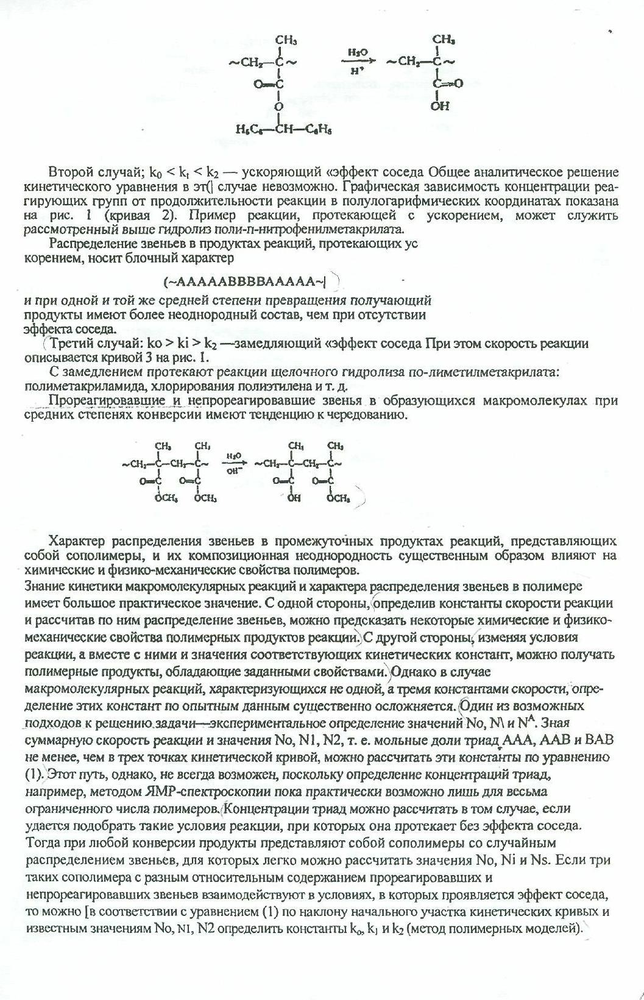 CH₃ CH₃
~CH₂—C~ H₂O ~CH₂—C~
H⁺
O=C C=O
O OH
H₅C₆—CH—C₆H₅
Второй случай; k₀ < k₁ < k₂ — ускоряющий «эффект соседа Общее аналитическое решение
кинетического уравнения в эт(| случае невозможно. Графическая зависимость концентрации реа-
гирующих групп от продолжительности реакции в полулогарифмических координатах показана
на рис. 1 (кривая 2). Пример реакции, протекающей с ускорением, может служить
рассмотренный выше гидролиз поли-п-нитрофенилметакрилата.
Распределение звеньев в продуктах реакций, протекающих ус
корением, носит блочный характер
(~AAAAABBBBAAAAA~|)
и при одной и той же средней степени превращения получающий
продукты имеют более неоднородный состав, чем при отсутствии
эффекта соседа.
(Третий случай: ko > ki > k₂ —замедляющий «эффект соседа При этом скорость реакции
описывается кривой 3 на рис. 1.
С замедлением протекают реакции щелочного гидролиза по-лиметилметакрилата:
полиметакриламида, хлорирования полиэтилена и т. д.
Прореагировавшие и непрореагировавшие звенья в образующихся макромолекулах при
средних степенях конверсии имеют тенденцию к чередованию.
CH₃ CH₃ CH₃ CH₃
~CH₂—C—CH₂—C~ H₂O ~CH₂—C—CH₂—C~
OH⁻
O=C O=C O=C O=C
OCH₃ OCH₃ OH OCH₃ )
Характер распределения звеньев в промежуточных продуктах реакций, представляющих
собой сополимеры, и их композиционная неоднородность существенным образом влияют на
химические и физико-механические свойства полимеров.
Знание кинетики макромолекулярных реакций и характера распределения звеньев в полимере
имеет большое практическое значение. С одной стороны, (определив константы скорости реакции
и рассчитав по ним распределение звеньев, можно предсказать некоторые химические и физико-
механические свойства полимерных продуктов реакции.) С другой стороны, изменяя условия
реакции, а вместе с ними и значения соответствующих кинетических констант, можно получать
полимерные продукты, обладающие заданными свойствами.) Однако в случае
макромолекулярных реакций, характеризующихся не одной, а тремя константами скорости, опре-
деление этих констант по опытным данным существенно осложняется. (Один из возможных
подходов к решению задачи—экспериментальное определение значений No, N\ и N^А. Зная
суммарную скорость реакции и значения No, N1, N2, т. е. мольные доли триад ААА, ААВ и ВАВ
не менее, чем в трех точках кинетической кривой, можно рассчитать эти константы по уравнению
(1).) Этот путь, однако, не всегда возможен, поскольку определение концентраций триад,
например, методом ЯМР-спектроскопии пока практически возможно лишь для весьма
ограниченного числа полимеров. (Концентрации триад можно рассчитать в том случае, если
удается подобрать такие условия реакции, при которых она протекает без эффекта соседа.
Тогда при любой конверсии продукты представляют собой сополимеры со случайным
распределением звеньев, для которых легко можно рассчитать значения No, Ni и Ns. Если три
таких сополимера с разным относительным содержанием прореагировавших и
непрореагировавших звеньев взаимодействуют в условиях, в которых проявляется эффект соседа,
то можно [в соответствии с уравнением (1) по наклону начального участка кинетических кривых и
известным значениям No, N1, N2 определить константы k₀, k₁ и k₂ (метод полимерных моделей).